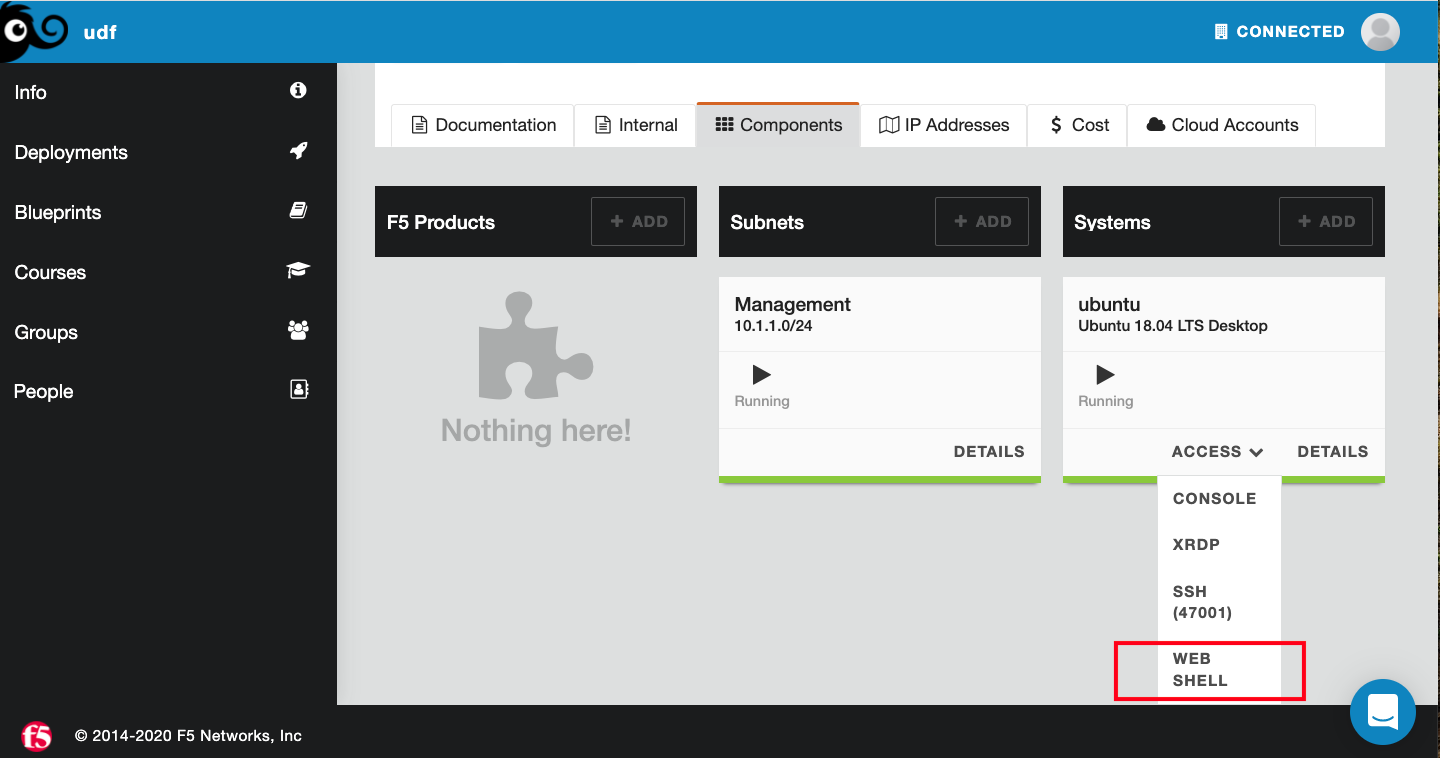 udf
CONNECTED
Info
Deployments
Blueprints
Courses
Groups
People
Documentation
Internal
Components
IP Addresses
$ Cost
Cloud Accounts
F5 Products
+ ADD
Subnets
+ ADD
Systems
+ ADD
Nothing here!
Management
10.1.1.0/24
Running
DETAILS
ubuntu
Ubuntu 18.04 LTS Desktop
Running
ACCESS
DETAILS
CONSOLE
XRDP
SSH
(47001)
WEB
SHELL
f5
© 2014-2020 F5 Networks, Inc